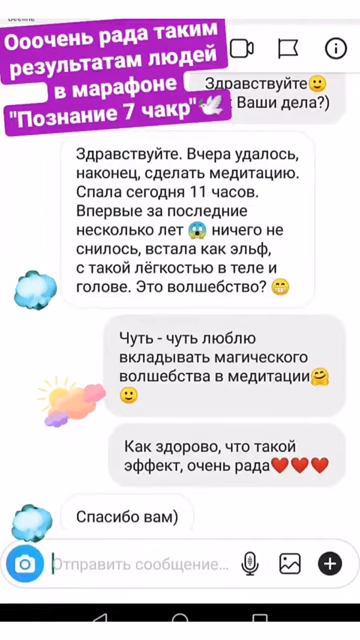 Ооочень рада таким
результатам людей
в марафоне
"Познание 7 чакр"🕊
Здравствуйте🙂
Ваши дела?)
Здравствуйте. Вчера удалось,
наконец, сделать медитацию.
Спала сегодня 11 часов.
Впервые за последние
несколько лет 😱 ничего не
снилось, встала как эльф,
с такой лёгкостью в теле и
голове. Это волшебство? 😁
Чуть - чуть люблю
вкладывать магического
волшебства в медитации🤗
🙂
Как здорово, что такой
эффект, очень рада❤️❤️❤️
Спасибо вам)
Отправить сообщение...